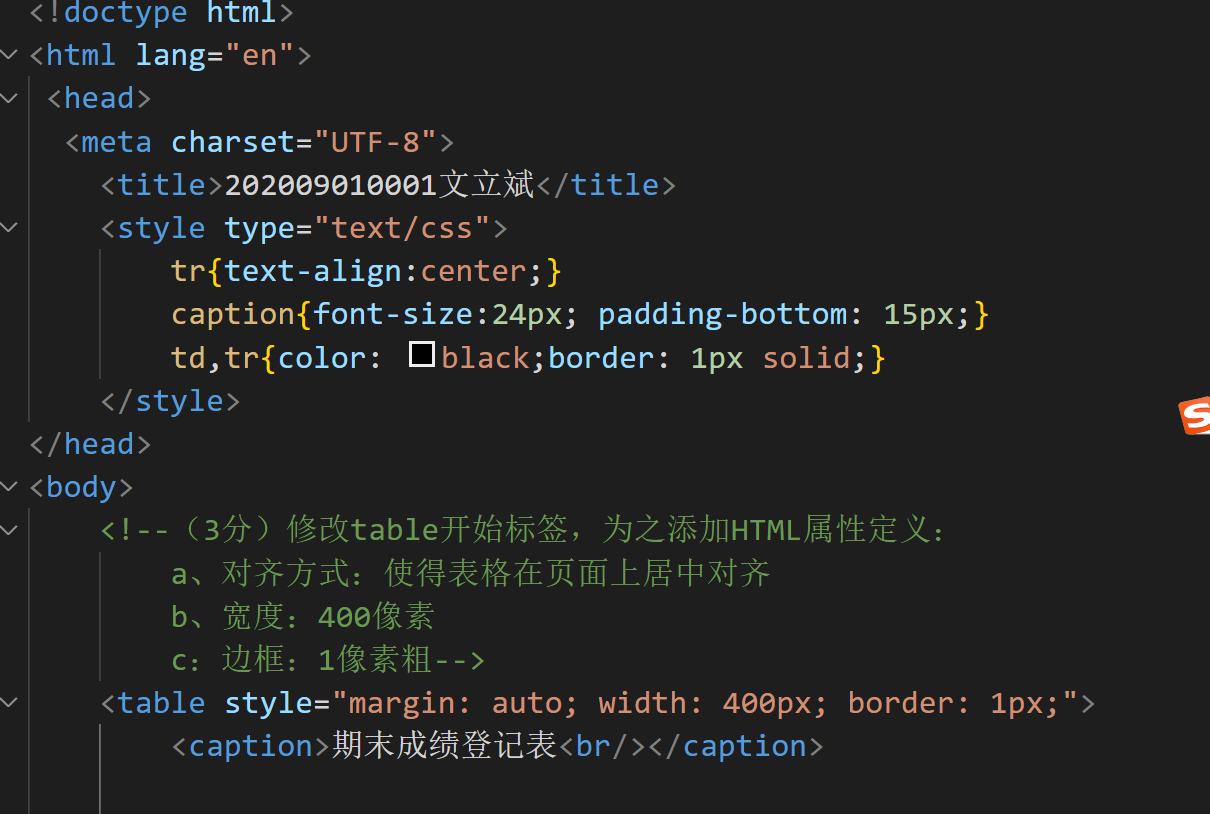 <!doctype html>
<html lang="en">
<head>
<meta charset="UTF-8">
<title>202009010001文立斌</title>
<style type="text/css">
tr{text-align:center;}
caption{font-size:24px; padding-bottom: 15px;}
td,tr{color: black;border: 1px solid;}
</style>
</head>
<body>
<!--（3分）修改table开始标签，为之添加HTML属性定义：
a、对齐方式：使得表格在页面上居中对齐
b、宽度：400像素
c：边框：1像素粗-->
<table style="margin: auto; width: 400px; border: 1px;">
<caption>期末成绩登记表<br/></caption>